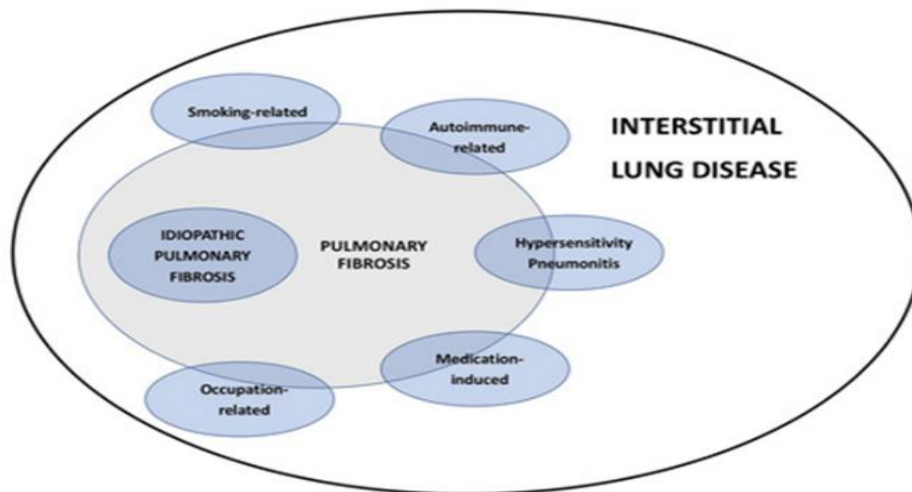 Smoking-related
Autoimmune-
related
INTERSTITIAL
LUNG DISEASE
IDIOPATHIC
PULMONARY
FIBROSIS
PULMONARY
FIBROSIS
Hypersensitivity
Pneumonitis
Medication-
induced
Occupation-
related